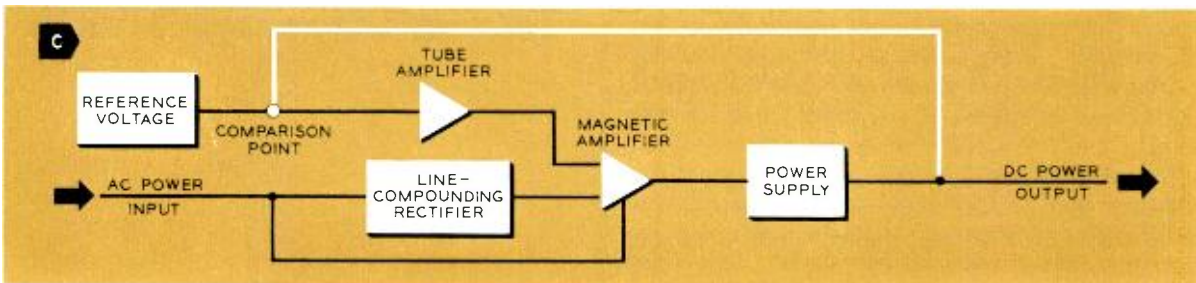 C
TUBE
AMPLIFIER
REFERENCE
VOLTAGE
COMPARISON
POINT
MAGNETIC
AMPLIFIER
AC POWER
INPUT
LINE-
COMPOUNDING
RECTIFIER
POWER
SUPPLY
DC POWER
OUTPUT